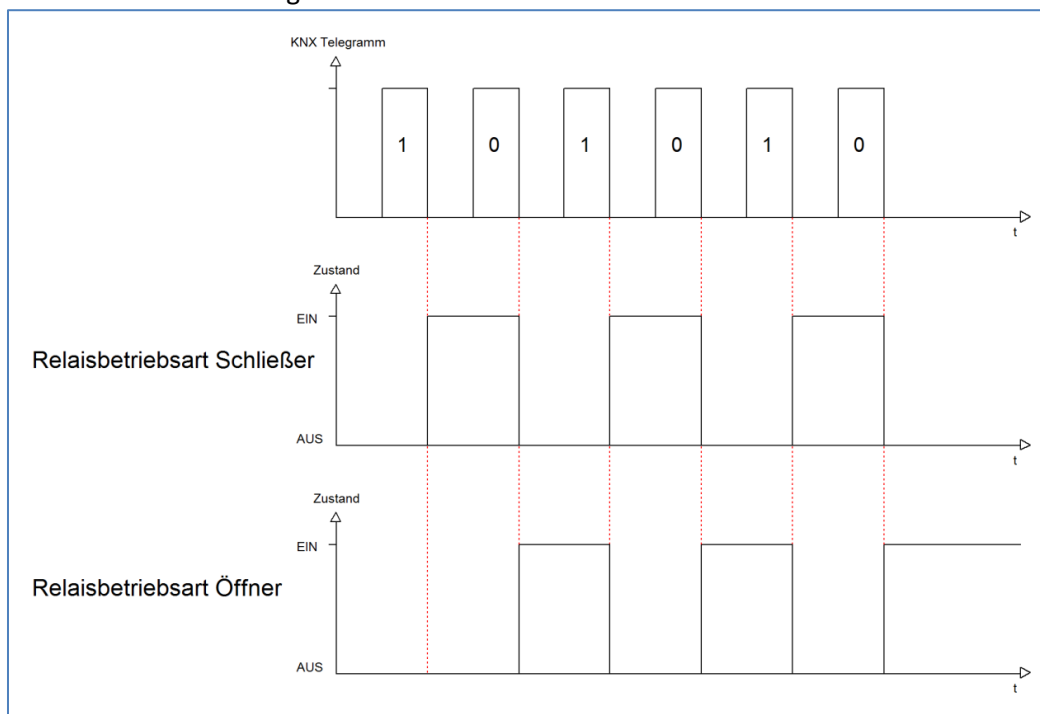 KNX Telegramm
1 0 1 0 1 0
t
Zustand
EIN
Relaisbetriebsart Schließer
AUS
t
Zustand
EIN
Relaisbetriebsart Öffner
AUS
t